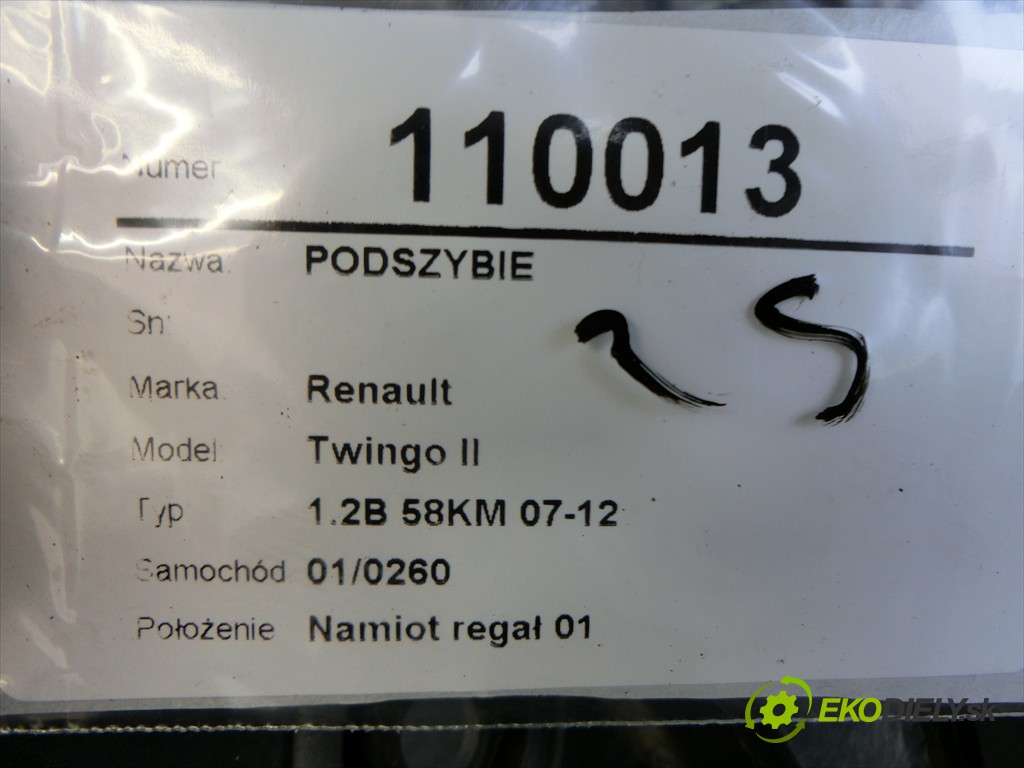 Numer 110013
Nazwa PODSZYBIE
Sn:
Marka Renault
Model Twingo II
Typ 1.2B 58KM 07-12
Samochód 01/0260
Położenie Namiot regał 01
EKODIELY.sk